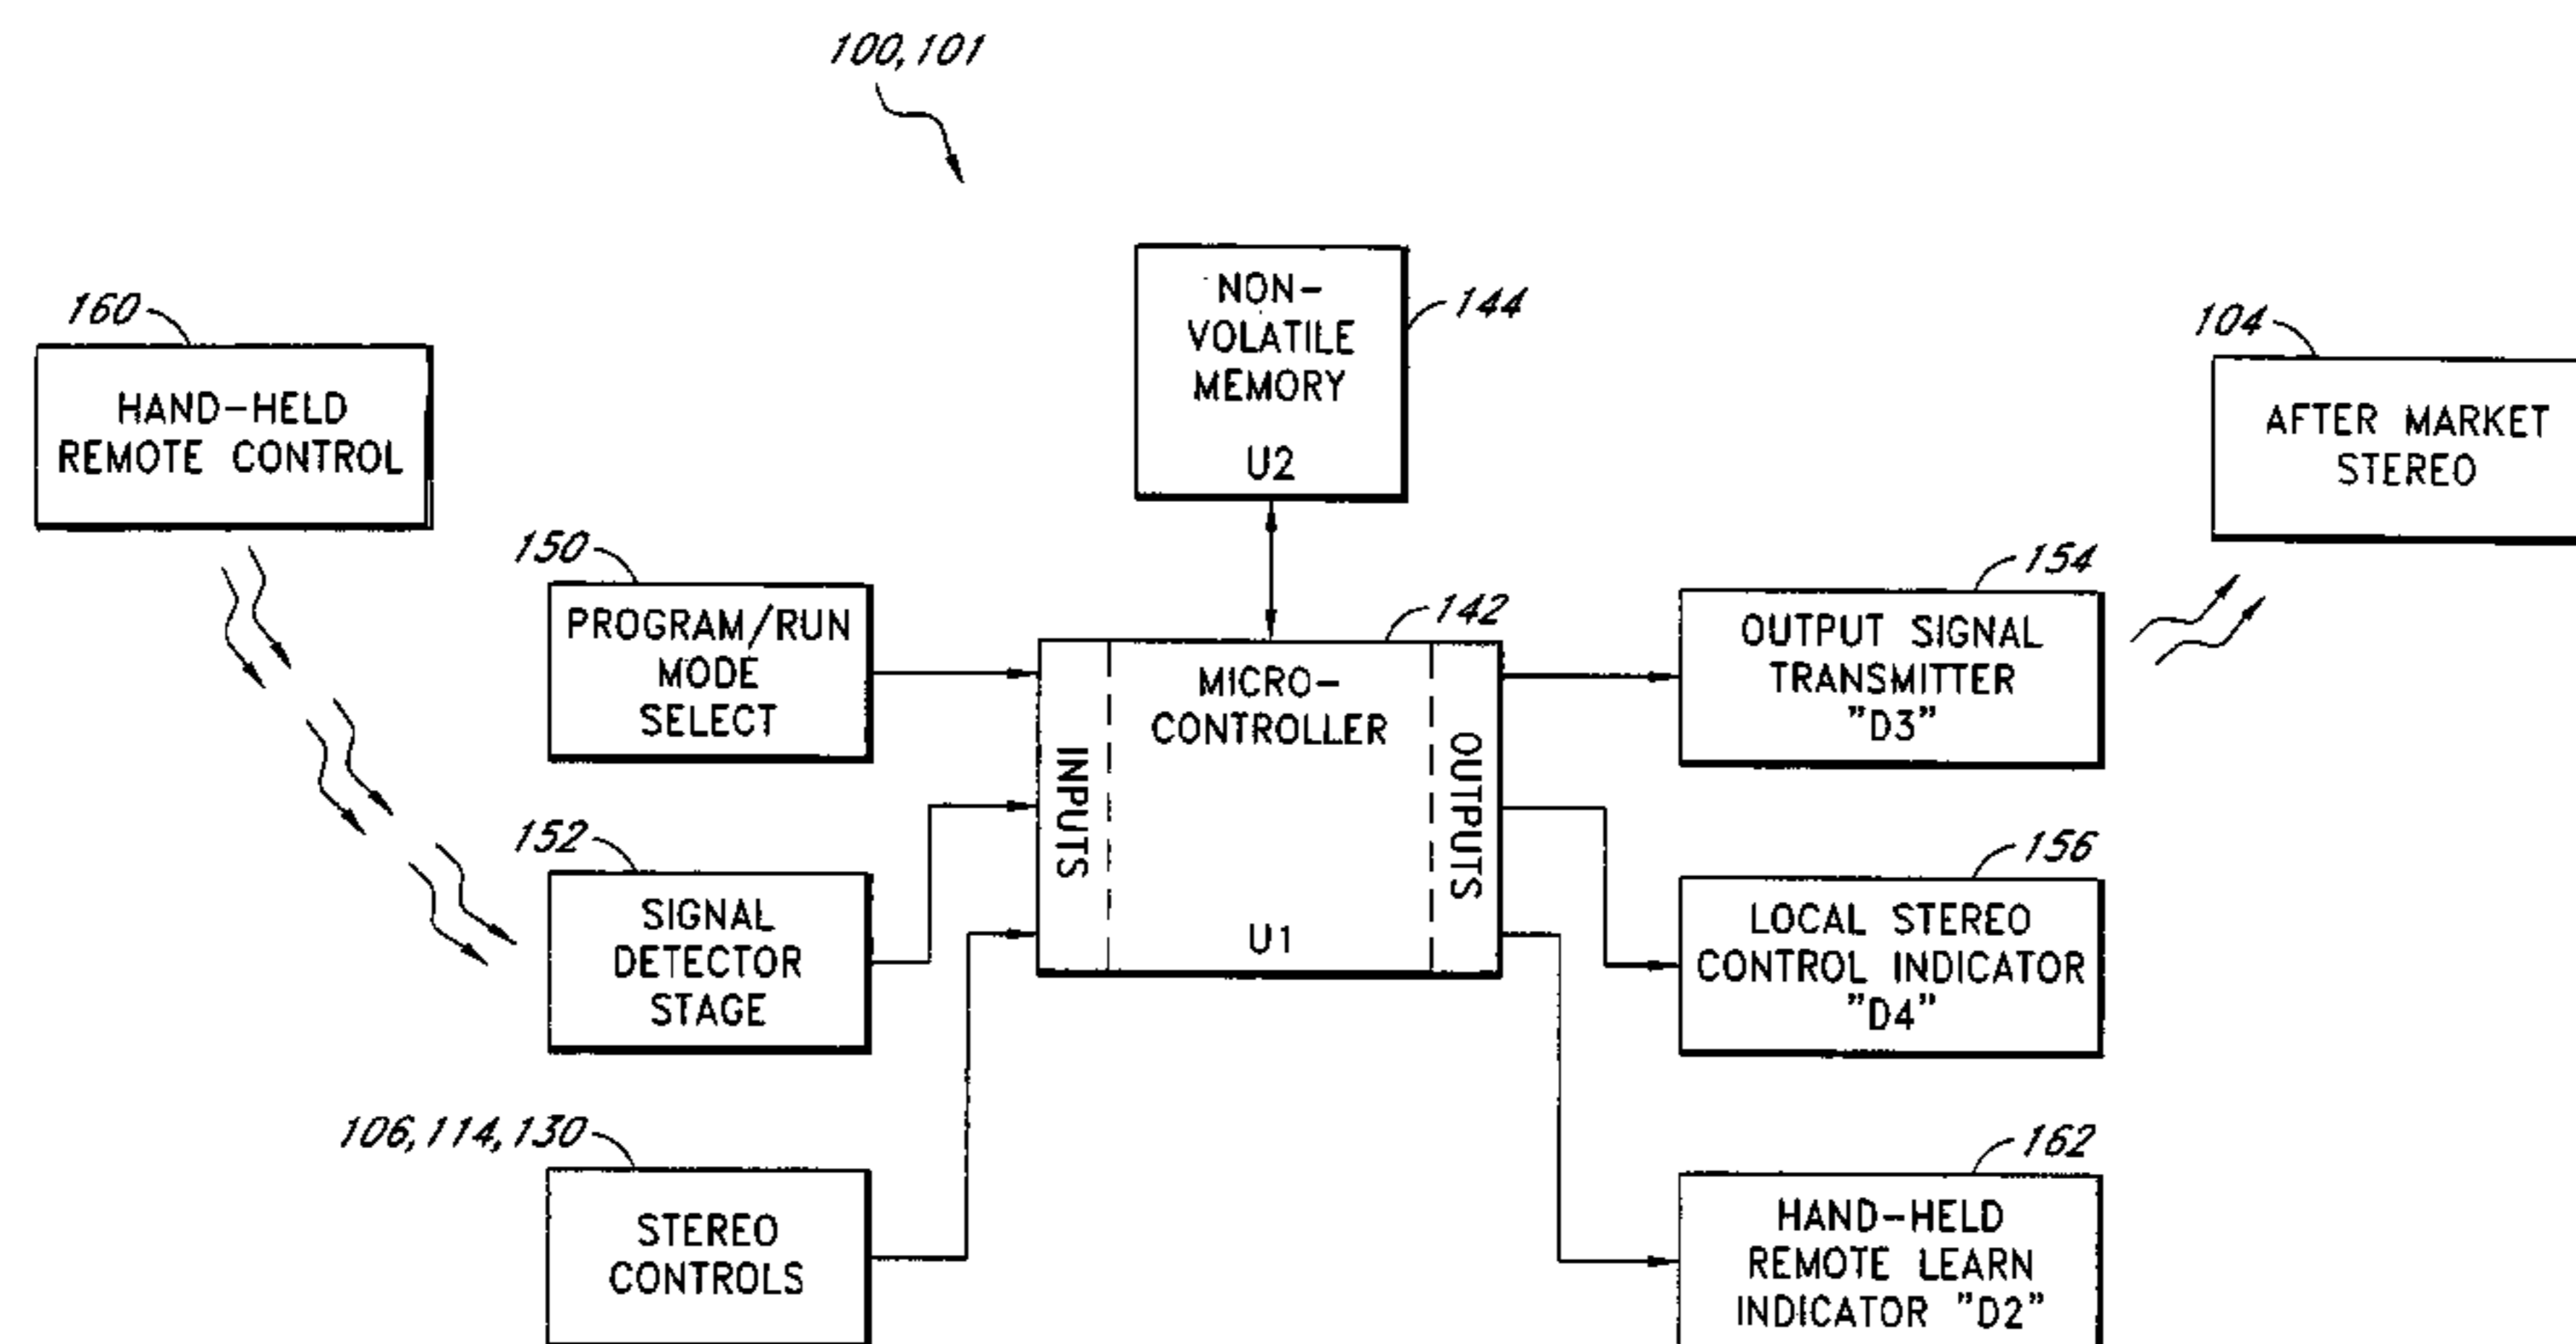 100, 101
NON-
VOLATILE
MEMORY
U2
144
160
HAND-HELD
REMOTE CONTROL
104
AFTER MARKET
STEREO
150
PROGRAM/RUN
MODE
SELECT
142
MICRO-
CONTROLLER
U1
INPUTS
OUTPUTS
154
OUTPUT SIGNAL
TRANSMITTER
"D3"
152
SIGNAL
DETECTOR
STAGE
156
LOCAL STEREO
CONTROL INDICATOR
"D4"
106, 114, 130
STEREO
CONTROLS
162
HAND-HELD
REMOTE LEARN
INDICATOR "D2"